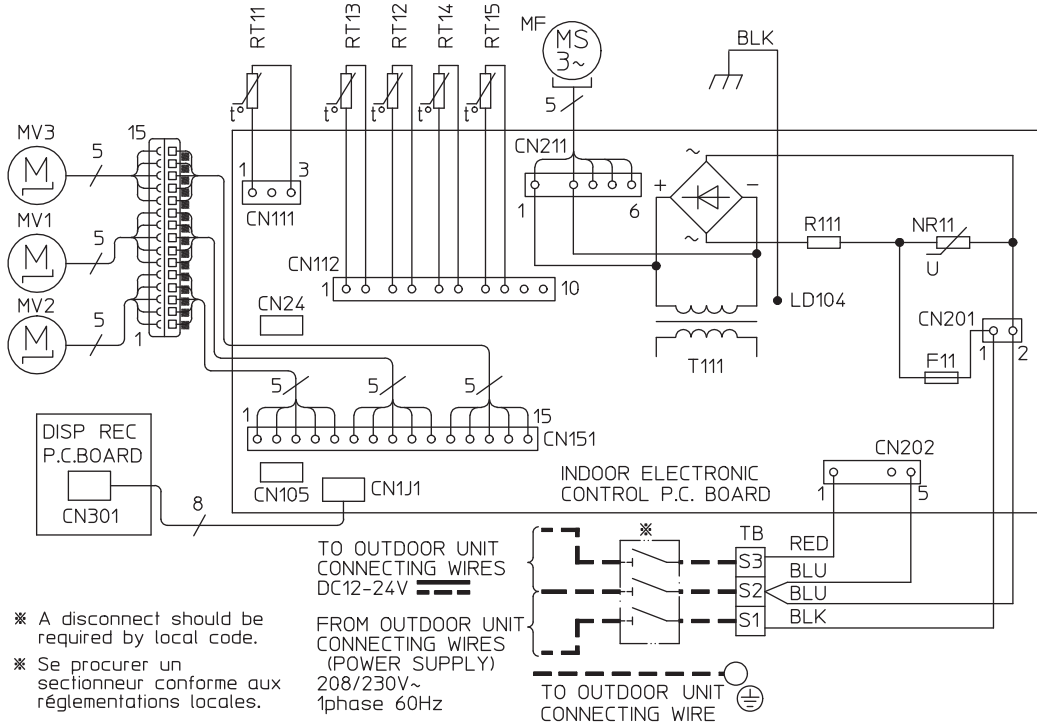 RT11
RT13
RT12
RT14
RT15
MF
MS
3~
BLK
t°
t°
t°
t°
t°
5
MV3
15
5
M
CN211
1
3
CN111
1
6
~
+
−
~
R111
NR11
U
MV1
5
M
CN112
1
10
LD104
MV2
5
M
1
CN24
T111
CN201
1
2
F11
5
5
5
1
15
CN151
DISP REC
P.C.BOARD
CN301
8
CN105
CN1J1
INDOOR ELECTRONIC
CONTROL P.C. BOARD
CN202
1
5
TO OUTDOOR UNIT
CONNECTING WIRES
DC12-24V
※
TB
S3
RED
S2
BLU
BLU
S1
BLK
FROM OUTDOOR UNIT
CONNECTING WIRES
(POWER SUPPLY)
208/230V~
1phase 60Hz
TO OUTDOOR UNIT
CONNECTING WIRE
※ A disconnect should be
required by local code.
※ Se procurer un
sectionneur conforme aux
réglementations locales.